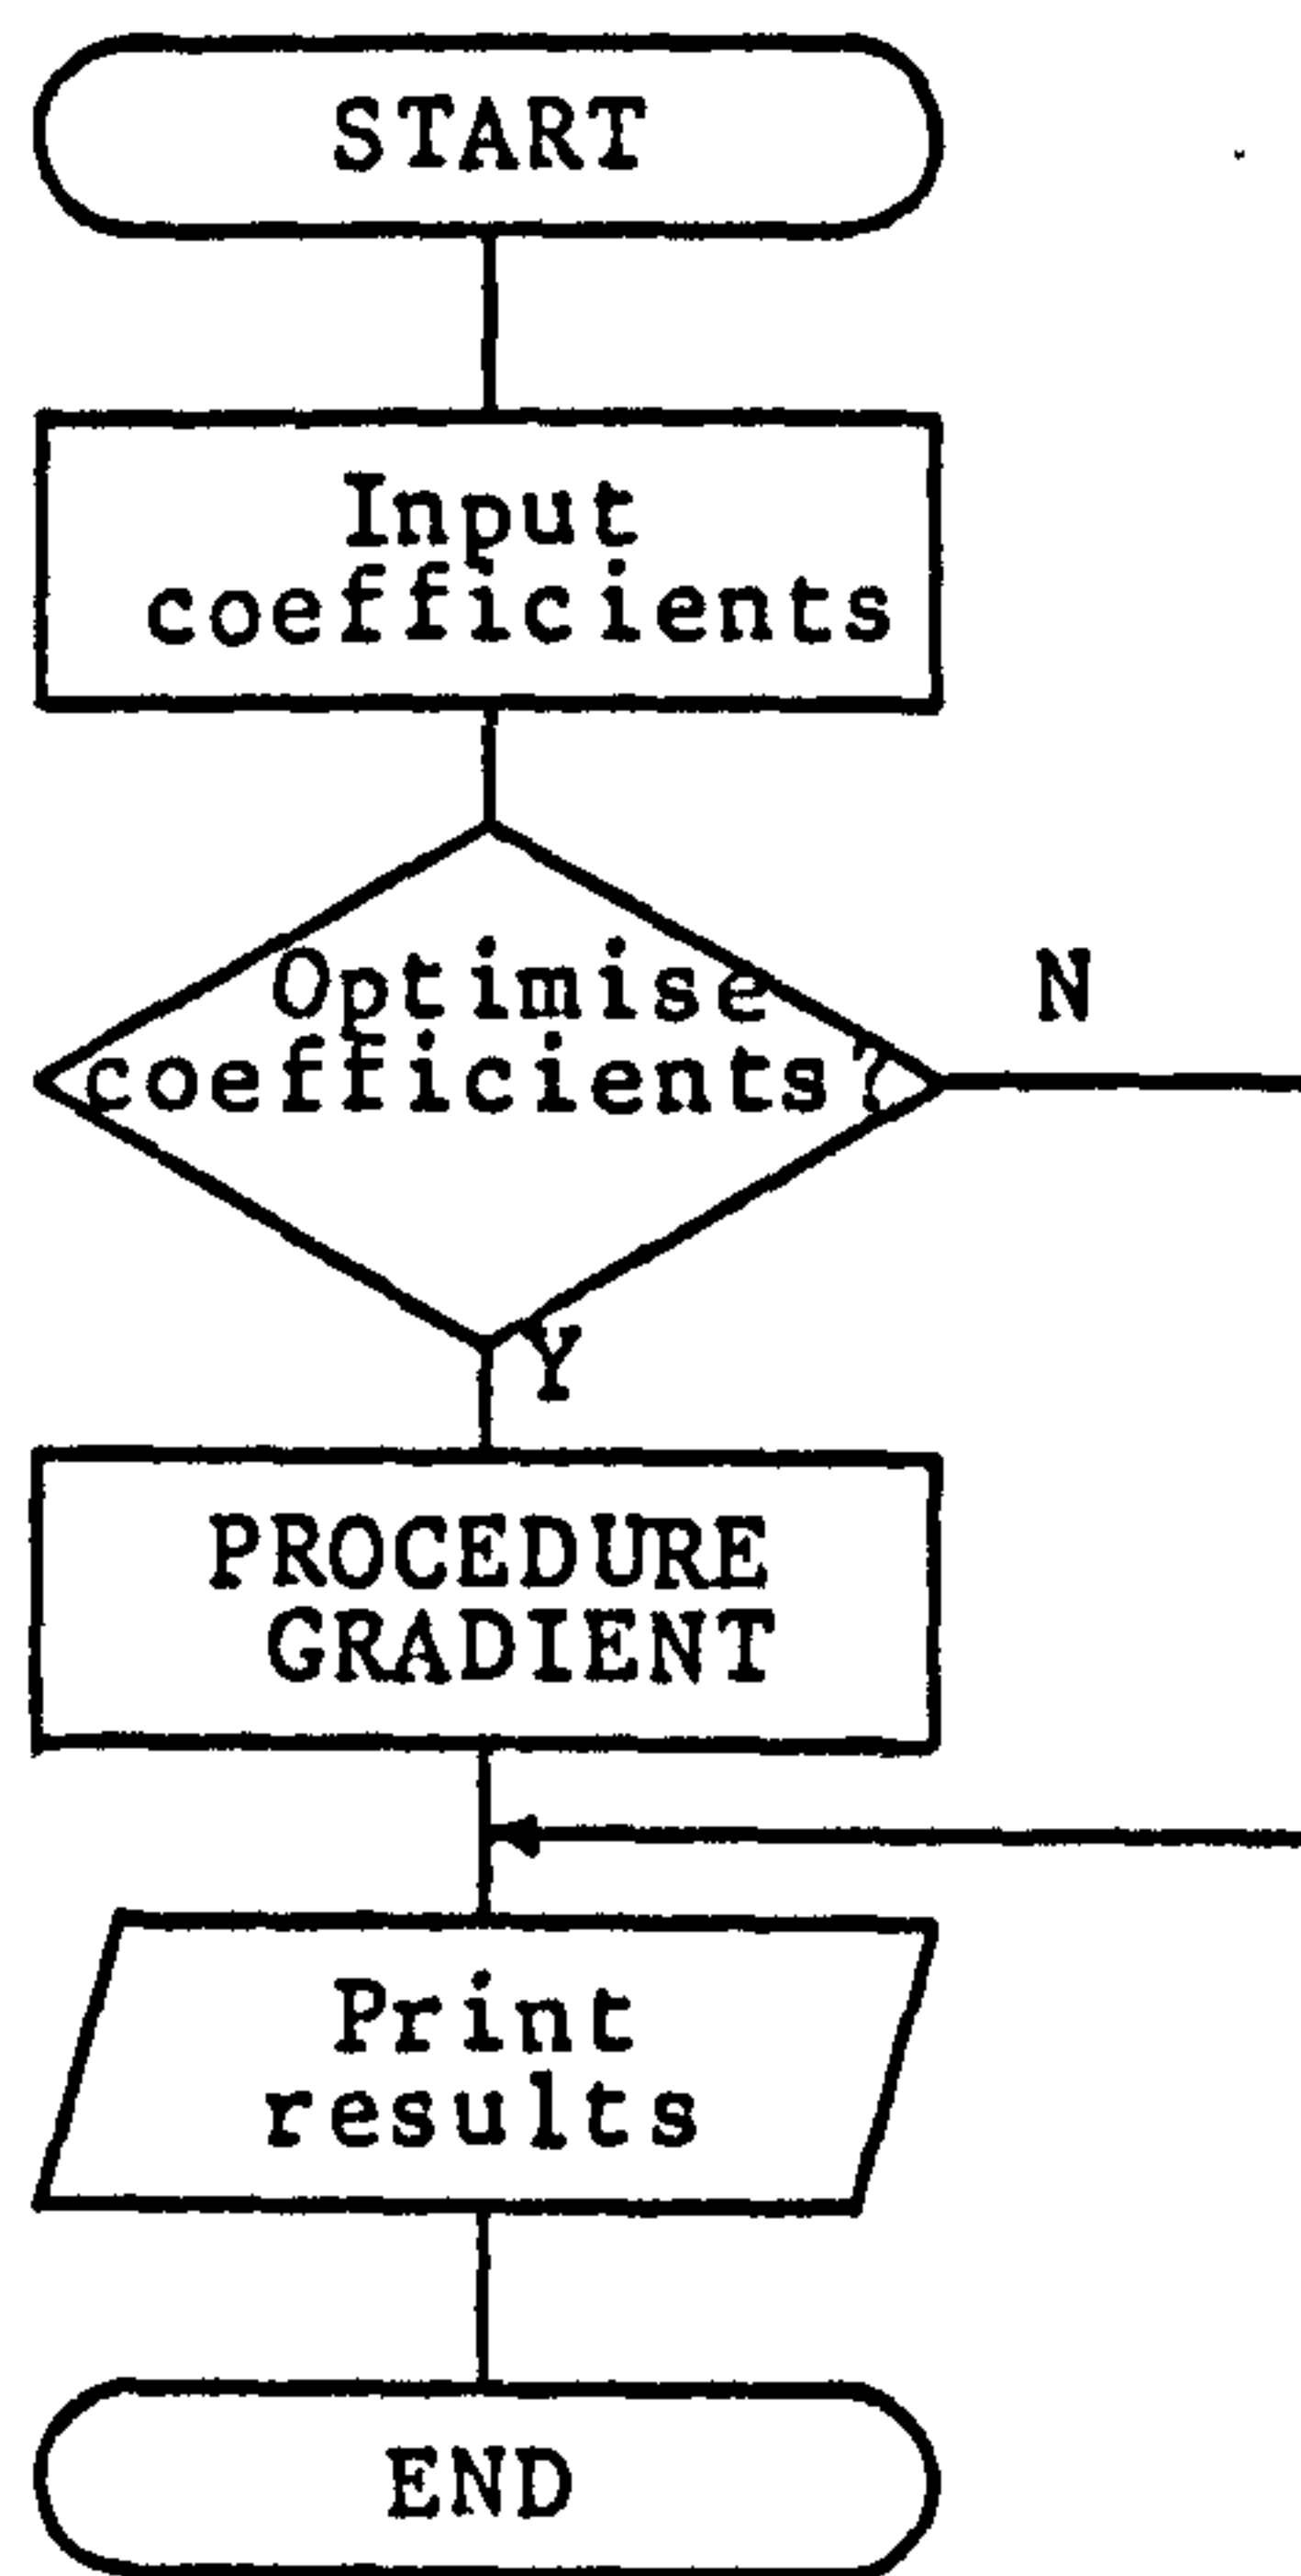 START
Input
coefficients
Optimise
coefficients?
N
Y
PROCEDURE
GRADIENT
Print
results
END